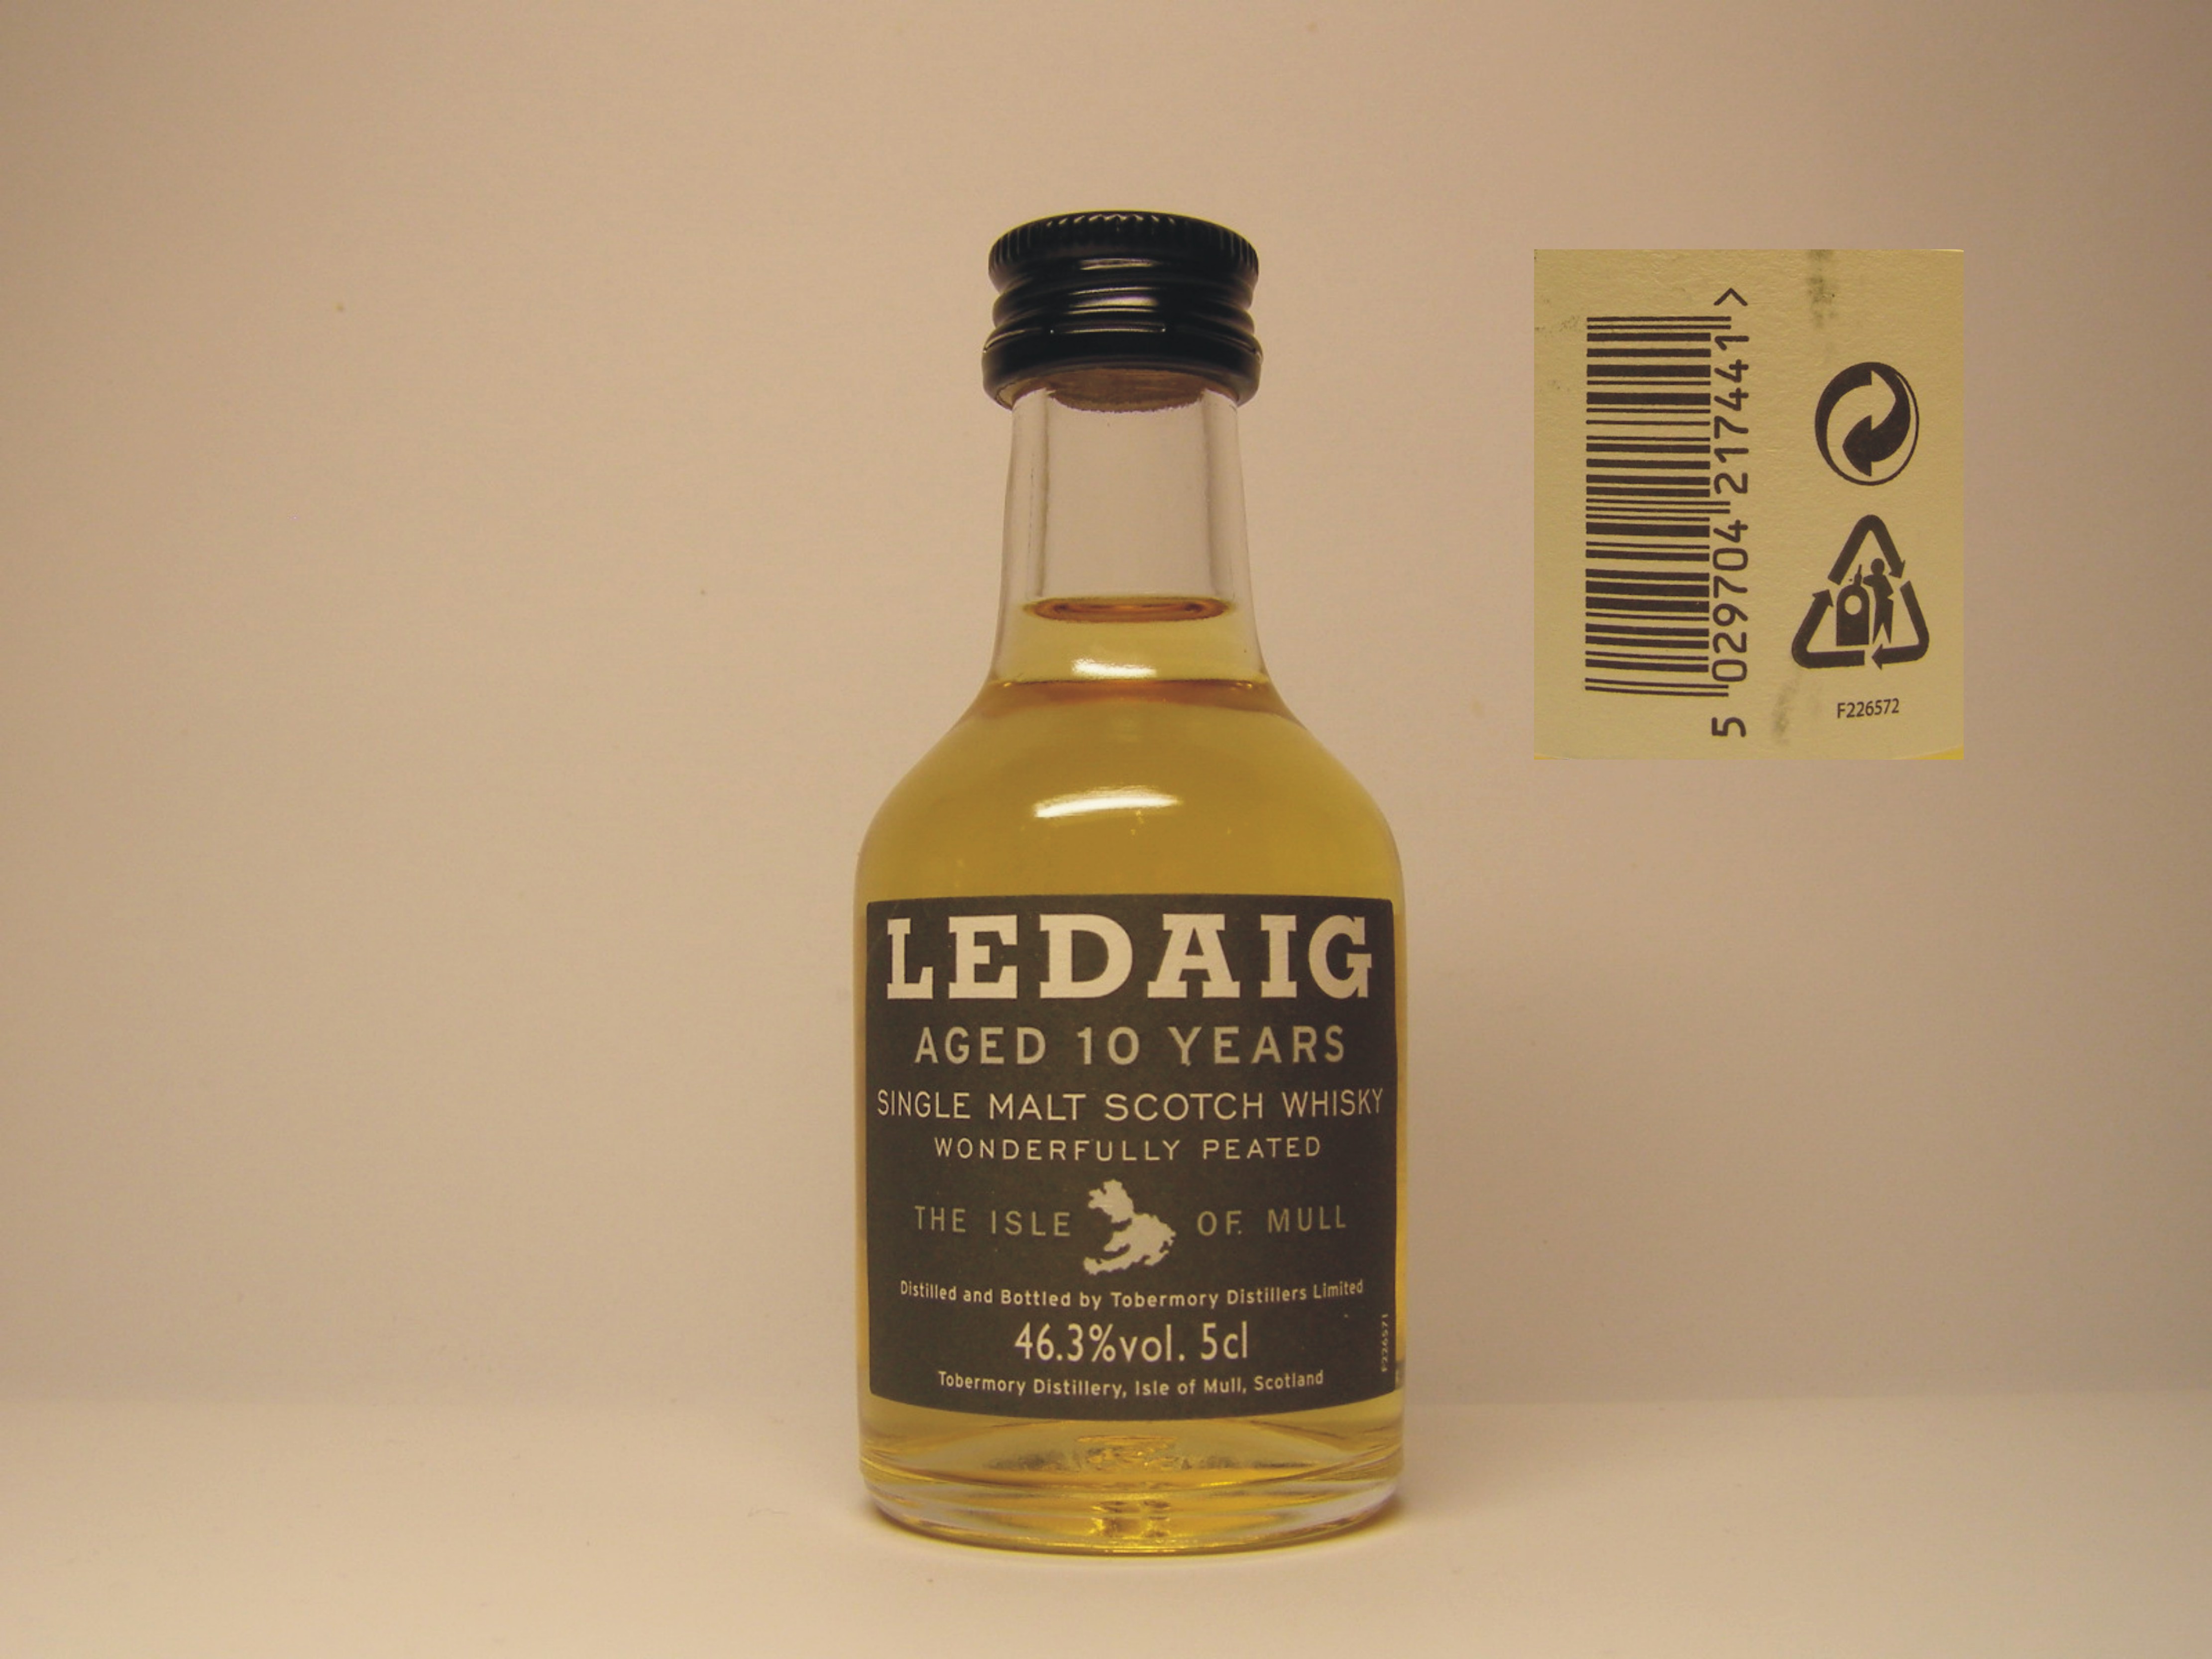 LEDAIG
AGED 10 YEARS
SINGLE MALT SCOTCH WHISKY
WONDERFULLY PEATED
THE ISLE OF MULL
Distilled and Bottled by Tobermory Distillers Limited
46.3%vol. 5cl
Tobermory Distillery, Isle of Mull, Scotland
F226571
5 029704 217441 >
F226572